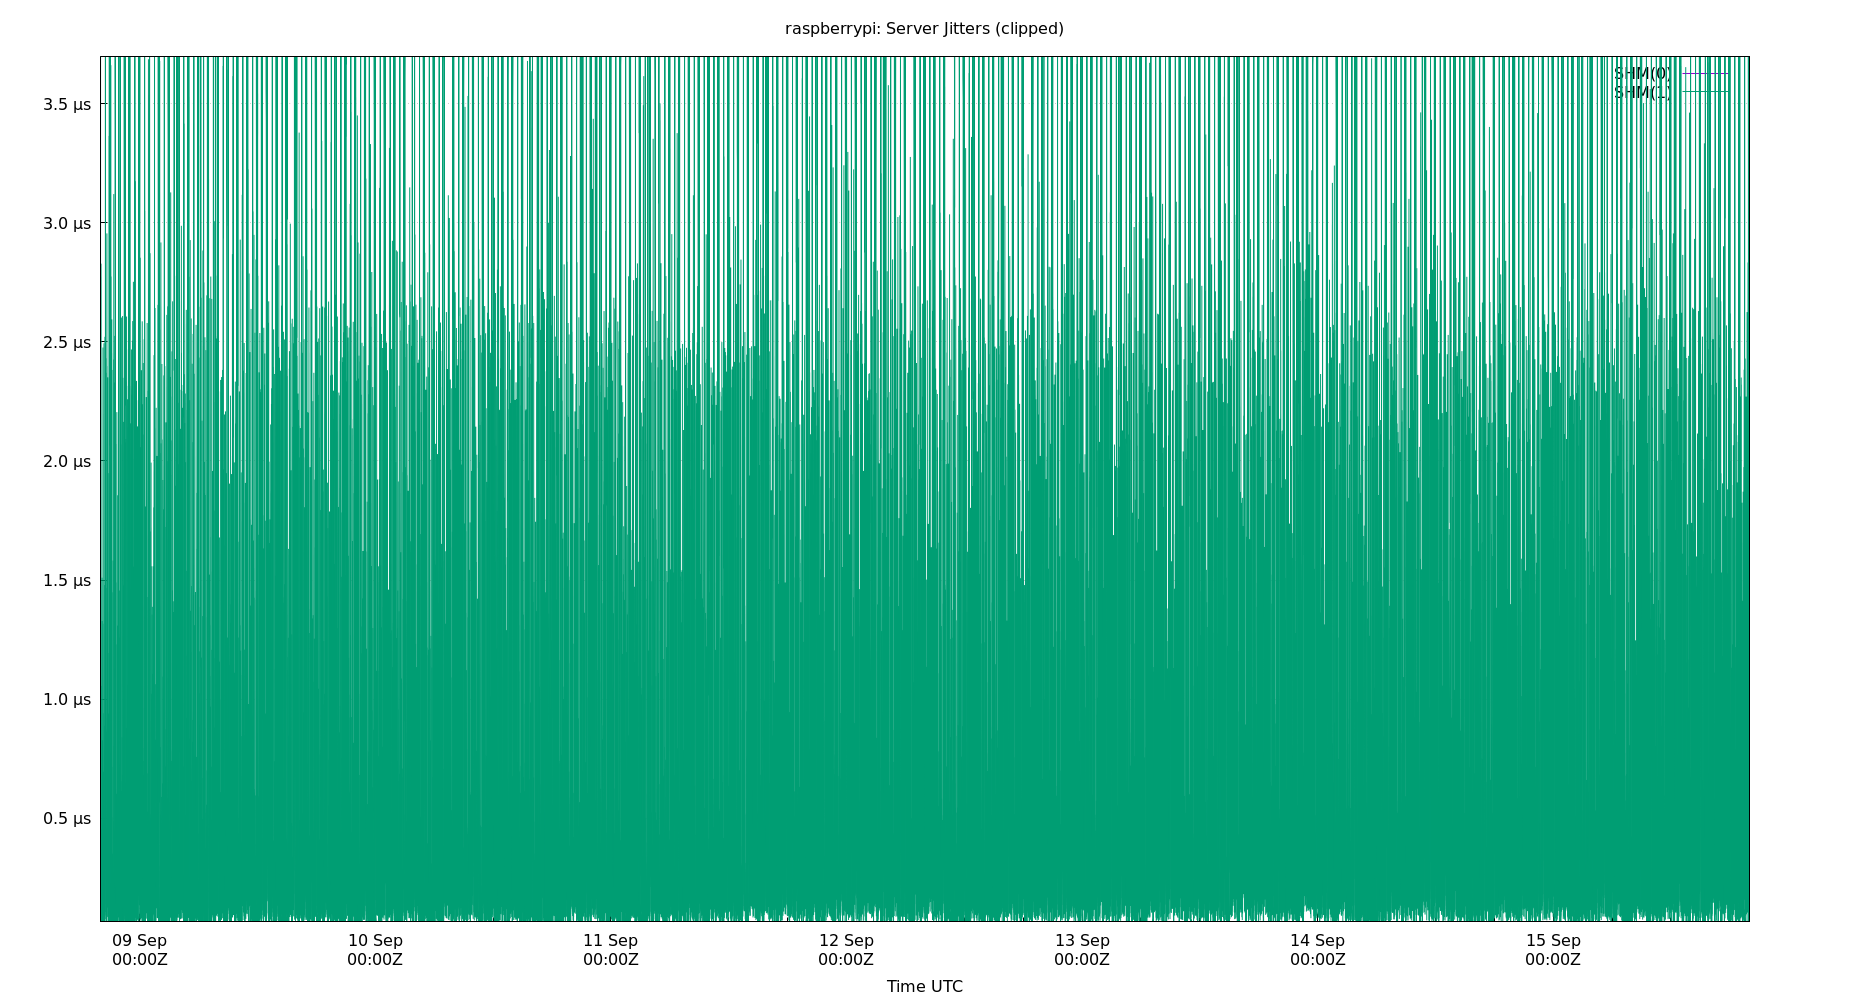 raspberrypi: Server Jitters (clipped)
SHM(0)
SHM(1)
3.5 µs
3.0 µs
2.5 µs
2.0 µs
1.5 µs
1.0 µs
0.5 µs
09 Sep 10 Sep 11 Sep 12 Sep 13 Sep 14 Sep 15 Sep
00:00Z 00:00Z 00:00Z 00:00Z 00:00Z 00:00Z 00:00Z
Time UTC